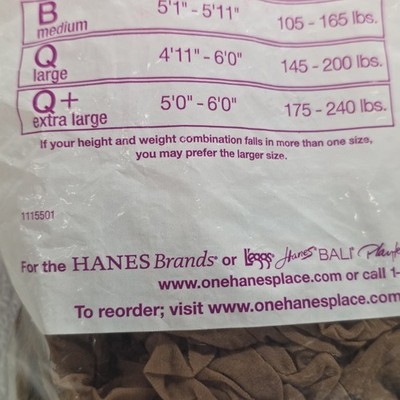 B 5'1" - 5'11" 105 - 165 lbs.
medium
Q 4'11" - 6'0" 145 - 200 lbs.
large
Q+ 5'0" - 6'0" 175 - 240 lbs.
extra large
If your height and weight combination falls in more than one size,
you may prefer the larger size.
1115501
For the HANES Brands® or L'eggs® Hanes® BALI®
www.onehanesplace.com or call 1-
To reorder; visit www.onehanesplace.com